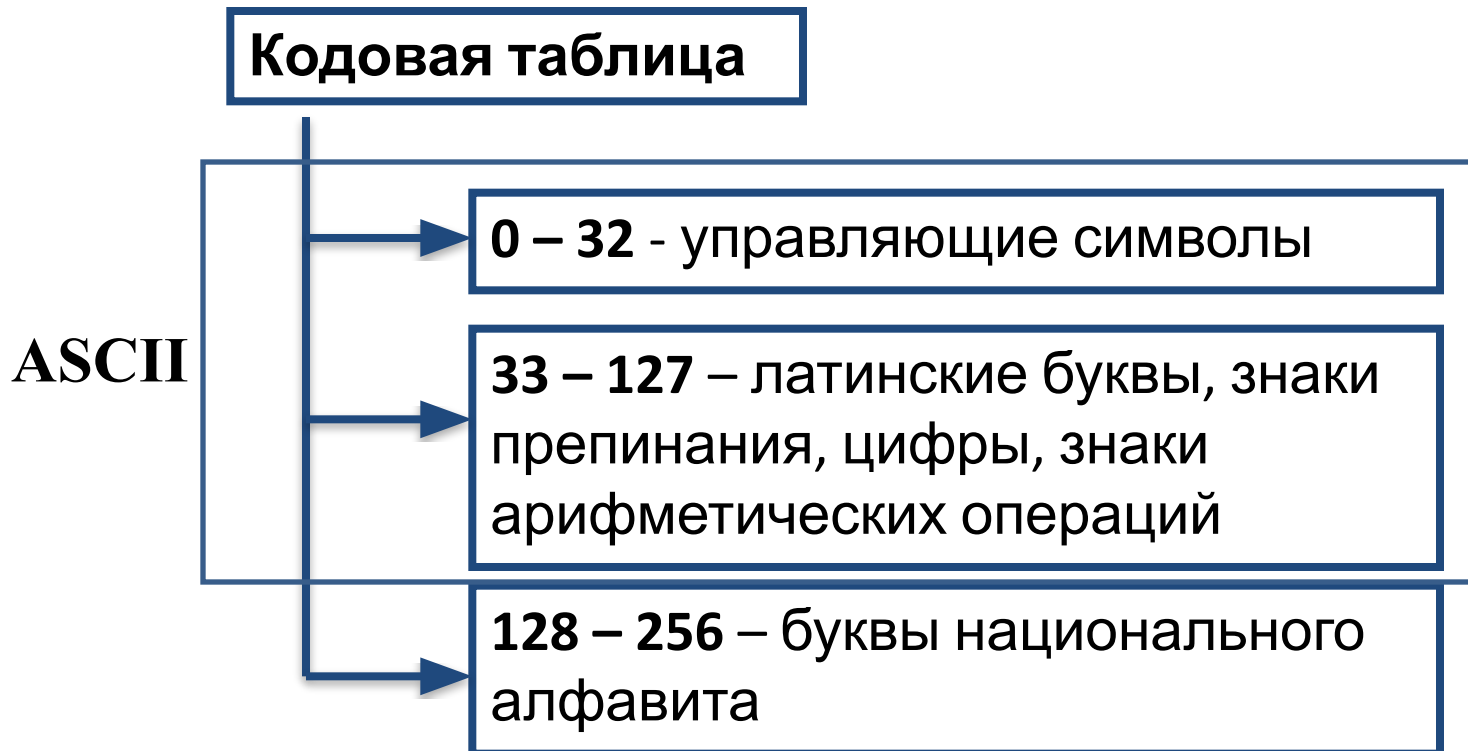 Кодовая таблица
0 – 32 - управляющие символы
ASCII
33 – 127 – латинские буквы, знаки
препинания, цифры, знаки
арифметических операций
128 – 256 – буквы национального
алфавита